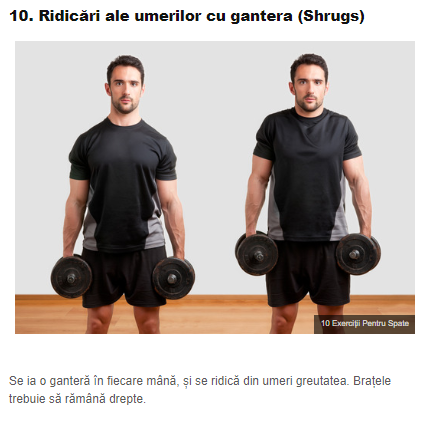 10. Ridicări ale umerilor cu gantera (Shrugs)
10 Exerciții Pentru Spate
Se ia o ganteră în fiecare mână, și se ridică din umeri greutatea. Brațele
trebuie să rămână drepte.